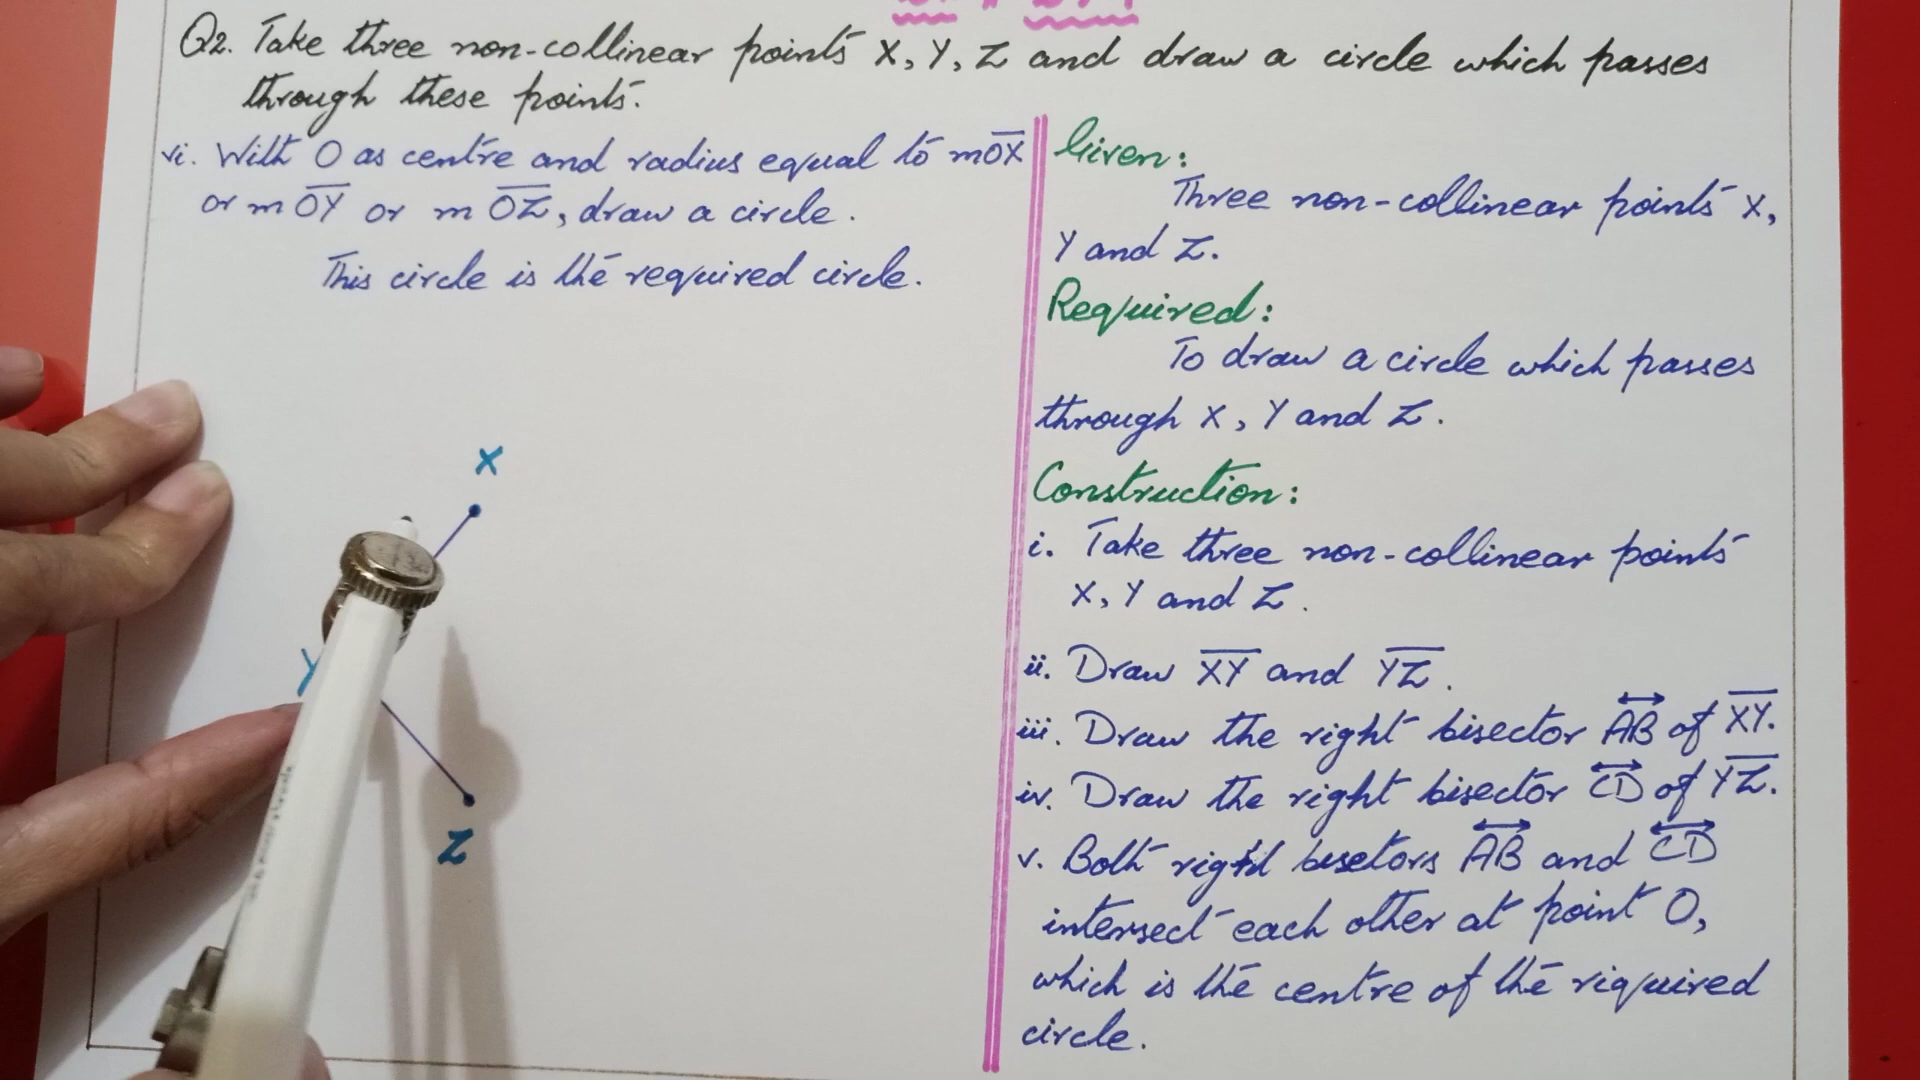 Q2. Take three non-collinear points X, Y, Z and draw a circle which passes
through these points.
vi. With O as centre and radius equal to mOX
or mOY or mOZ, draw a circle.
This circle is the required circle.
X
Y
Z
Given:
Three non-collinear points X,
Y and Z.
Required:
To draw a circle which passes
through X, Y and Z.
Construction:
i. Take three non-collinear points
X, Y and Z.
ii. Draw XY and YZ.
iii. Draw the right bisector AB of XY.
iv. Draw the right bisector CD of YZ.
v. Both right bisetors AB and CD
intersect each other at point O,
which is the centre of the riquired
circle.